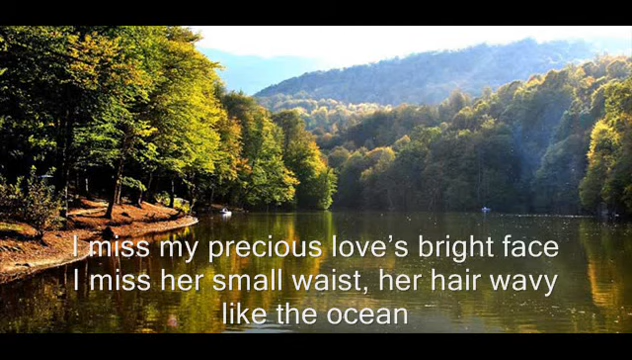 I miss my precious love’s bright face
I miss her small waist, her hair wavy
like the ocean